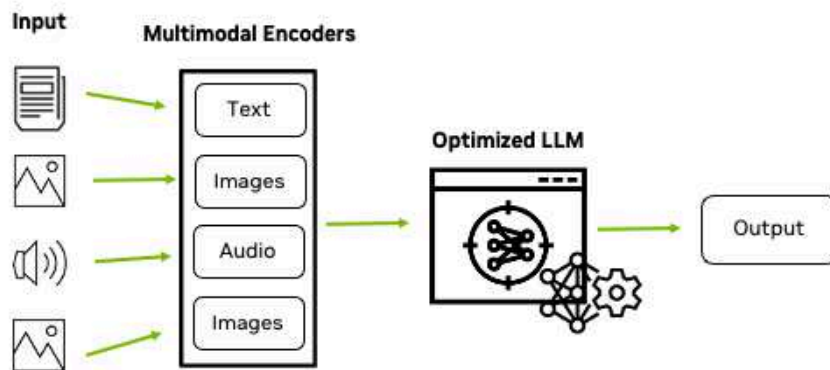 Input
Multimodal Encoders
Text
Images
Audio
Images
Optimized LLM
Output